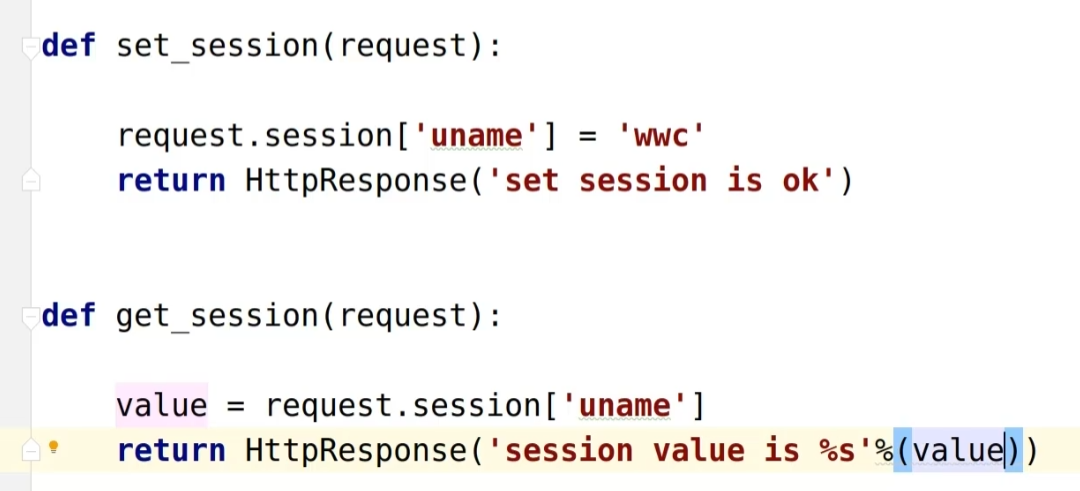 def set_session(request):
request.session['uname'] = 'wwc'
return HttpResponse('set session is ok')
def get_session(request):
value = request.session['uname']
return HttpResponse('session value is %s'%(value))